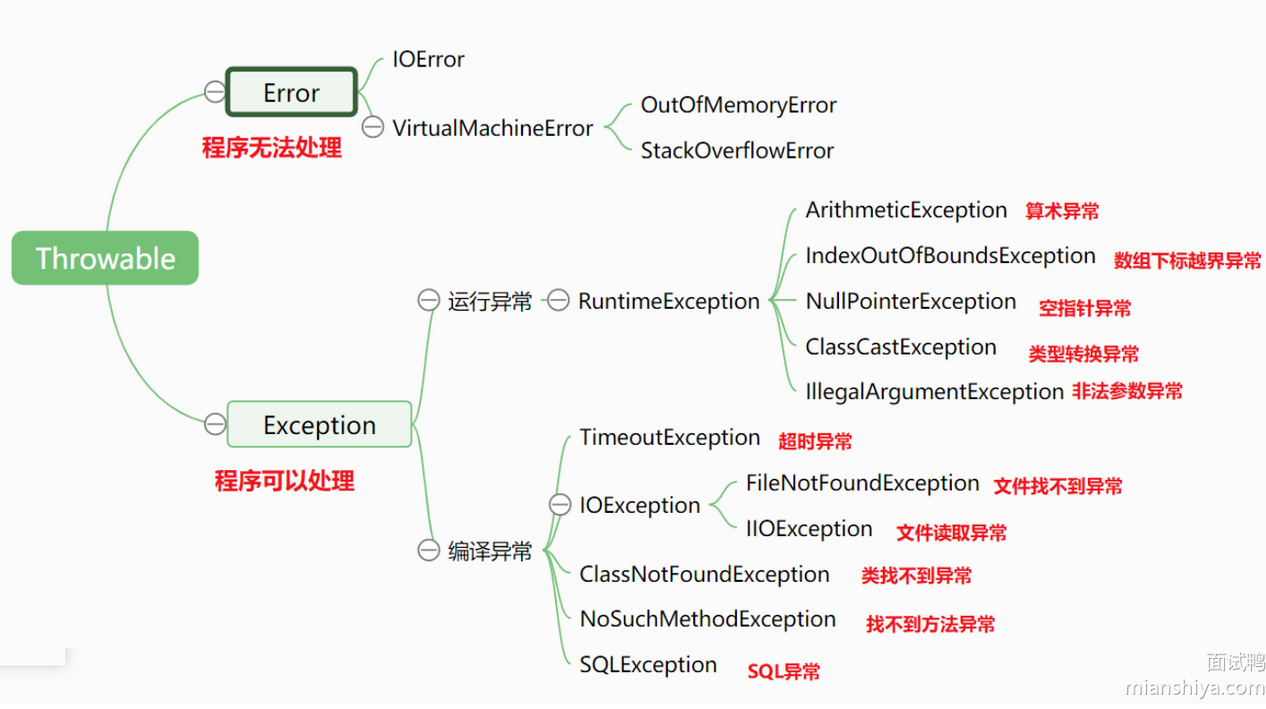 IOError
Error
OutOfMemoryError
VirtualMachineError
程序无法处理
StackOverflowError
ArithmeticException 算术异常
Throwable
IndexOutOfBoundsException 数组下标越界异常
运行异常
RuntimeException
NullPointerException 空指针异常
ClassCastException 类型转换异常
IllegalArgumentException 非法参数异常
Exception
程序可以处理
TimeoutException 超时异常
FileNotFoundException 文件找不到异常
IOException
IIOException 文件读取异常
编译异常
ClassNotFoundException 类找不到异常
NoSuchMethodException 找不到方法异常
SQLException SQL异常
面试鸭
mianshiya.com